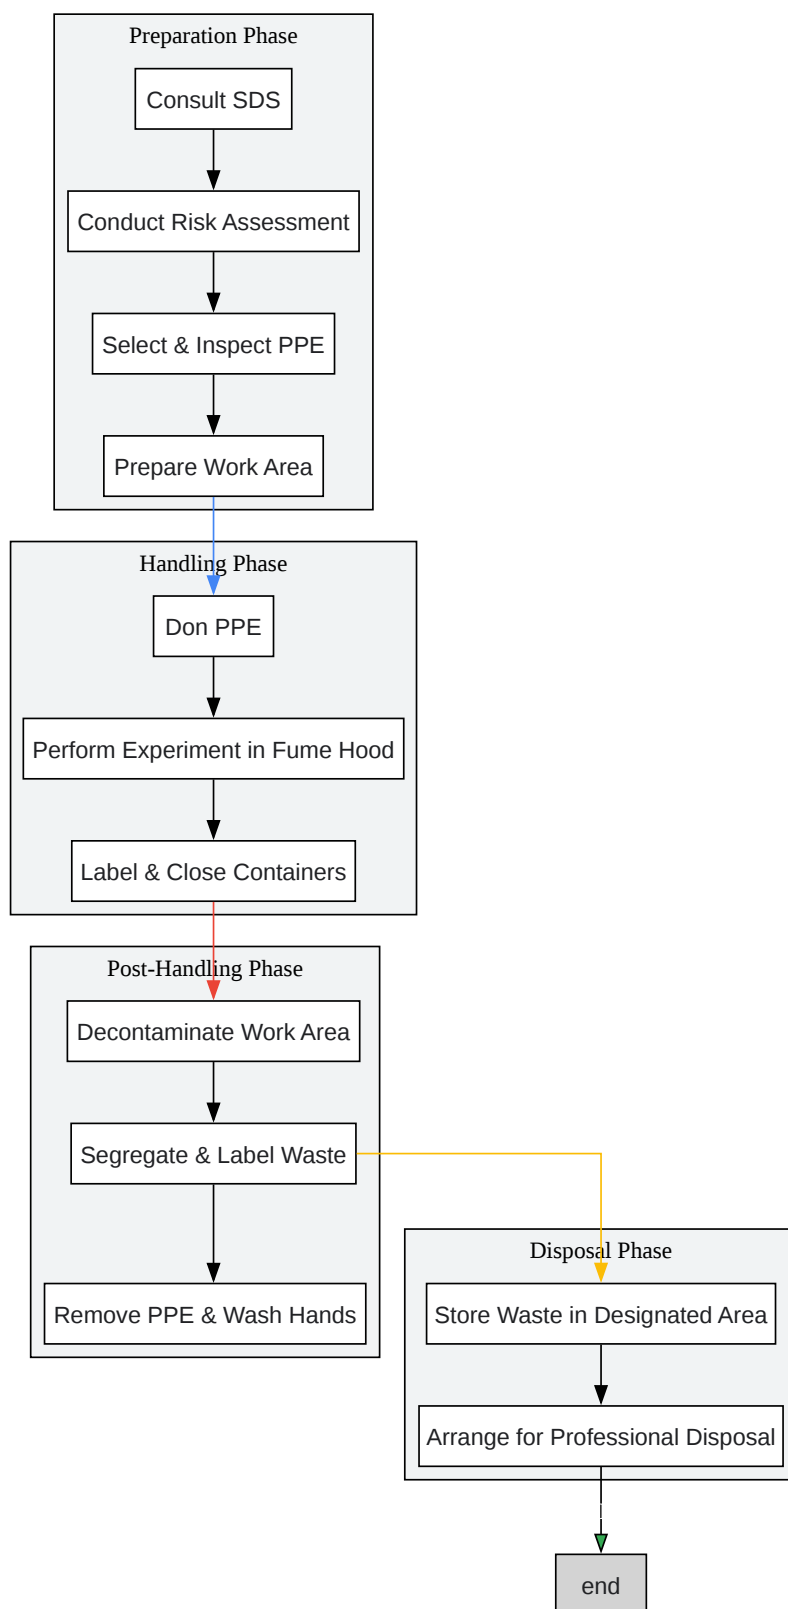 Preparation Phase
Consult SDS
Conduct Risk Assessment
Select & Inspect PPE
Prepare Work Area
Handling Phase
Don PPE
Perform Experiment in Fume Hood
Label & Close Containers
Post-Handling Phase
Decontaminate Work Area
Segregate & Label Waste
Remove PPE & Wash Hands
Disposal Phase
Store Waste in Designated Area
Arrange for Professional Disposal
end